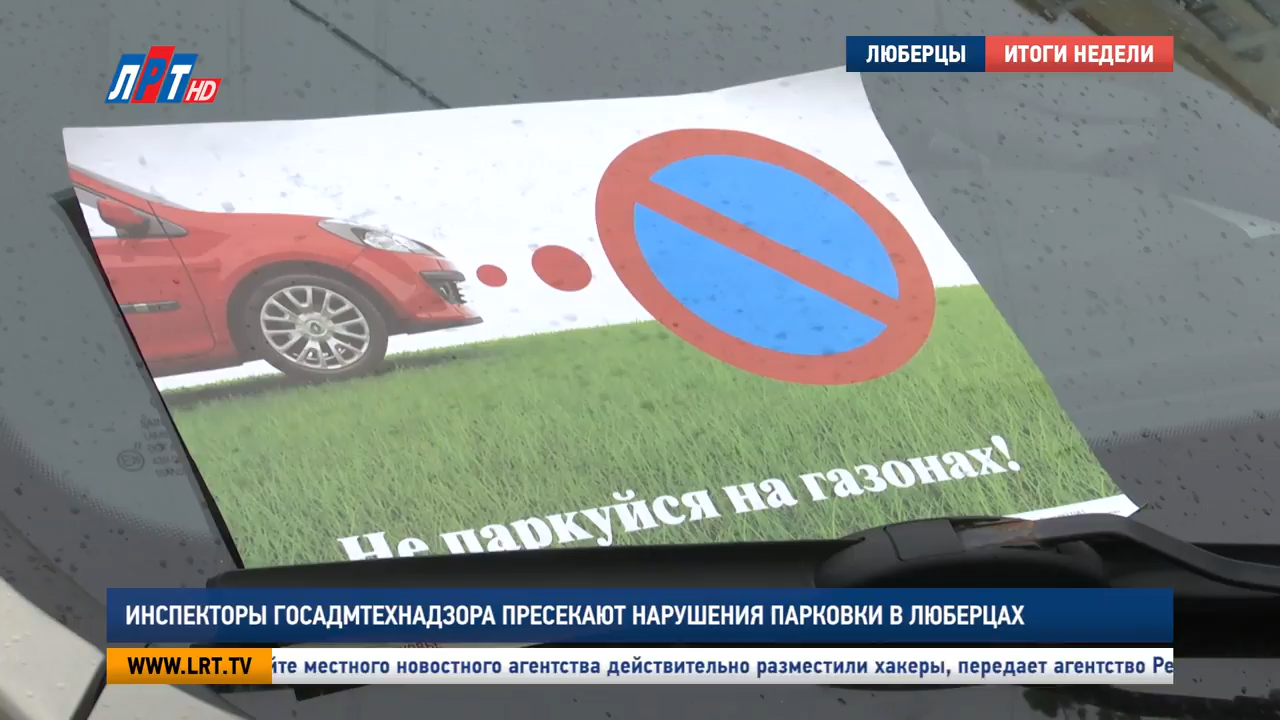 ЛРТ HD
ЛЮБЕРЦЫ ИТОГИ НЕДЕЛИ
Не паркуйся на газонах!
ИНСПЕКТОРЫ ГОСАДМТЕХНАДЗОРА ПРЕСЕКАЮТ НАРУШЕНИЯ ПАРКОВКИ В ЛЮБЕРЦАХ
WWW.LRT.TV йте местного новостного агентства действительно разместили хакеры, передает агентство Ре